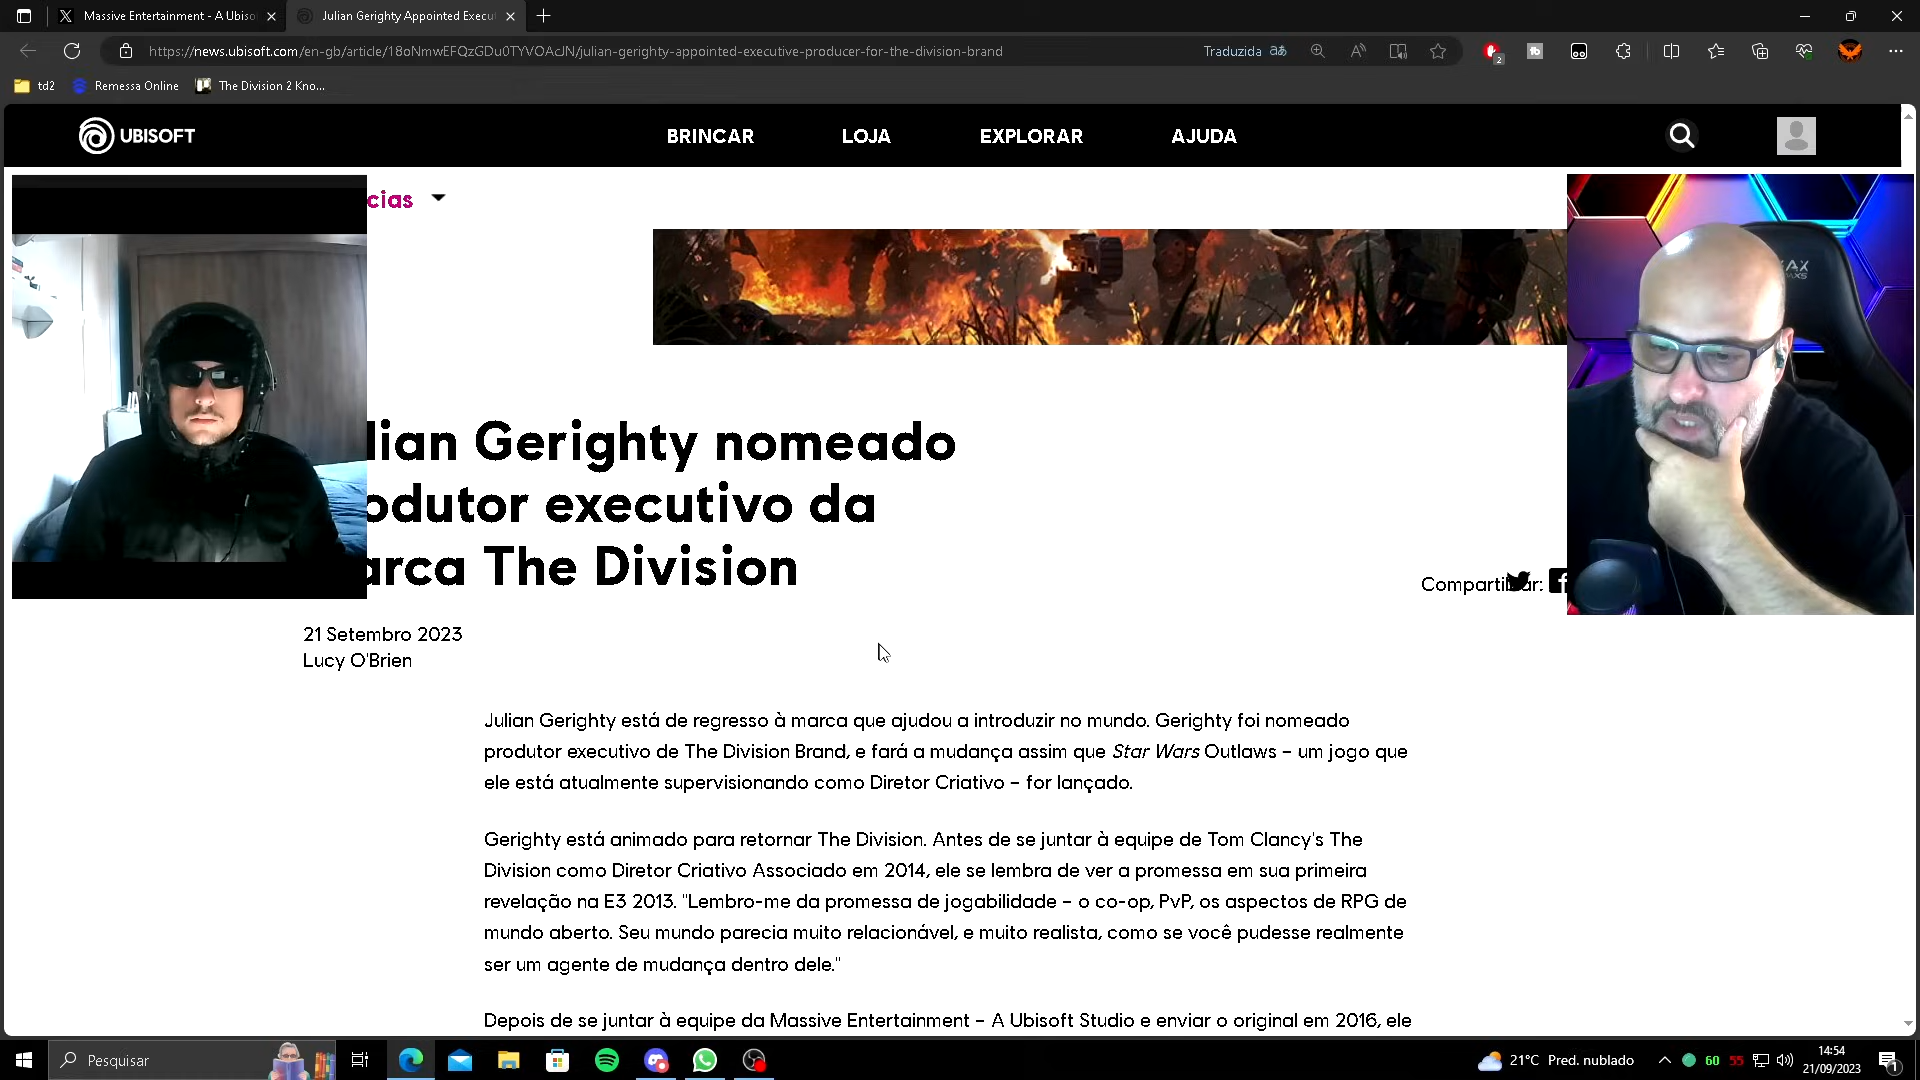 Massive Entertainment - A Ubiso
Julian Gerighty Appointed Execut
https://news.ubisoft.com/en-gb/article/18oNmwEFQzGDu0TYVOAcJN/julian-gerighty-appointed-executive-producer-for-the-division-brand
Traduzida
2
td2
Remessa Online
The Division 2 Kno...
UBISOFT
BRINCAR
LOJA
EXPLORAR
AJUDA
cias
lian Gerighty nomeado
odutor executivo da
arca The Division
Compartilhar:
21 Setembro 2023
Lucy O'Brien
Julian Gerighty está de regresso à marca que ajudou a introduzir no mundo. Gerighty foi nomeado
produtor executivo de The Division Brand, e fará a mudança assim que Star Wars Outlaws – um jogo que
ele está atualmente supervisionando como Diretor Criativo – for lançado.
Gerighty está animado para retornar The Division. Antes de se juntar à equipe de Tom Clancy's The
Division como Diretor Criativo Associado em 2014, ele se lembra de ver a promessa em sua primeira
revelação na E3 2013. "Lembro-me da promessa de jogabilidade – o co-op, PvP, os aspectos de RPG de
mundo aberto. Seu mundo parecia muito relacionável, e muito realista, como se você pudesse realmente
ser um agente de mudança dentro dele."
Depois de se juntar à equipe da Massive Entertainment – A Ubisoft Studio e enviar o original em 2016, ele
Pesquisar
21°C Pred. nublado
60
55
14:54
21/09/2023
1